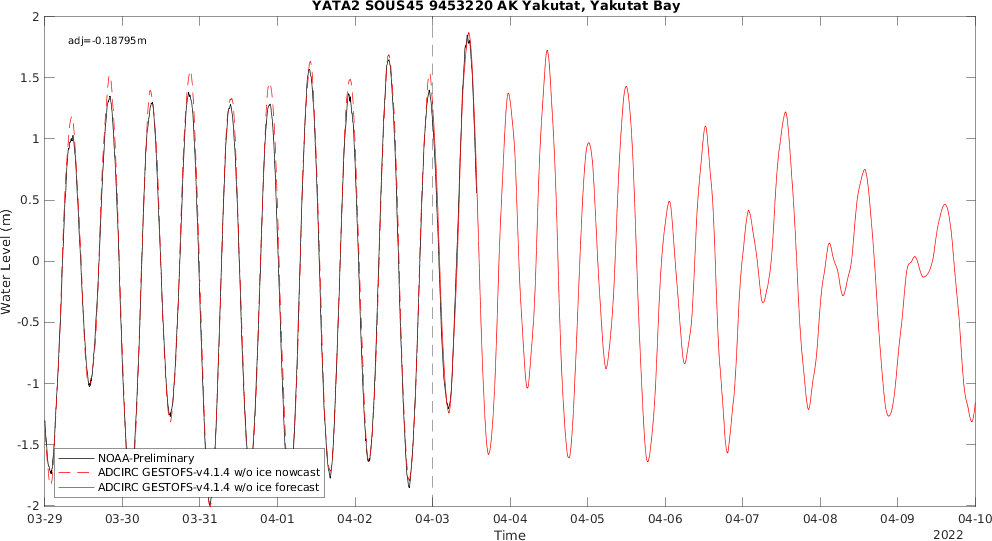 YATA2 SOUS45 9453220 AK Yakutat, Yakutat Bay
adj=-0.18795m
2
1.5
1
0.5
0
-0.5
-1
-1.5
-2
Water Level (m)
NOAA-Preliminary
ADCIRC GESTOFS-v4.1.4 w/o ice nowcast
ADCIRC GESTOFS-v4.1.4 w/o ice forecast
03-29 03-30 03-31 04-01 04-02 04-03 04-04 04-05 04-06 04-07 04-08 04-09 04-10
Time
2022